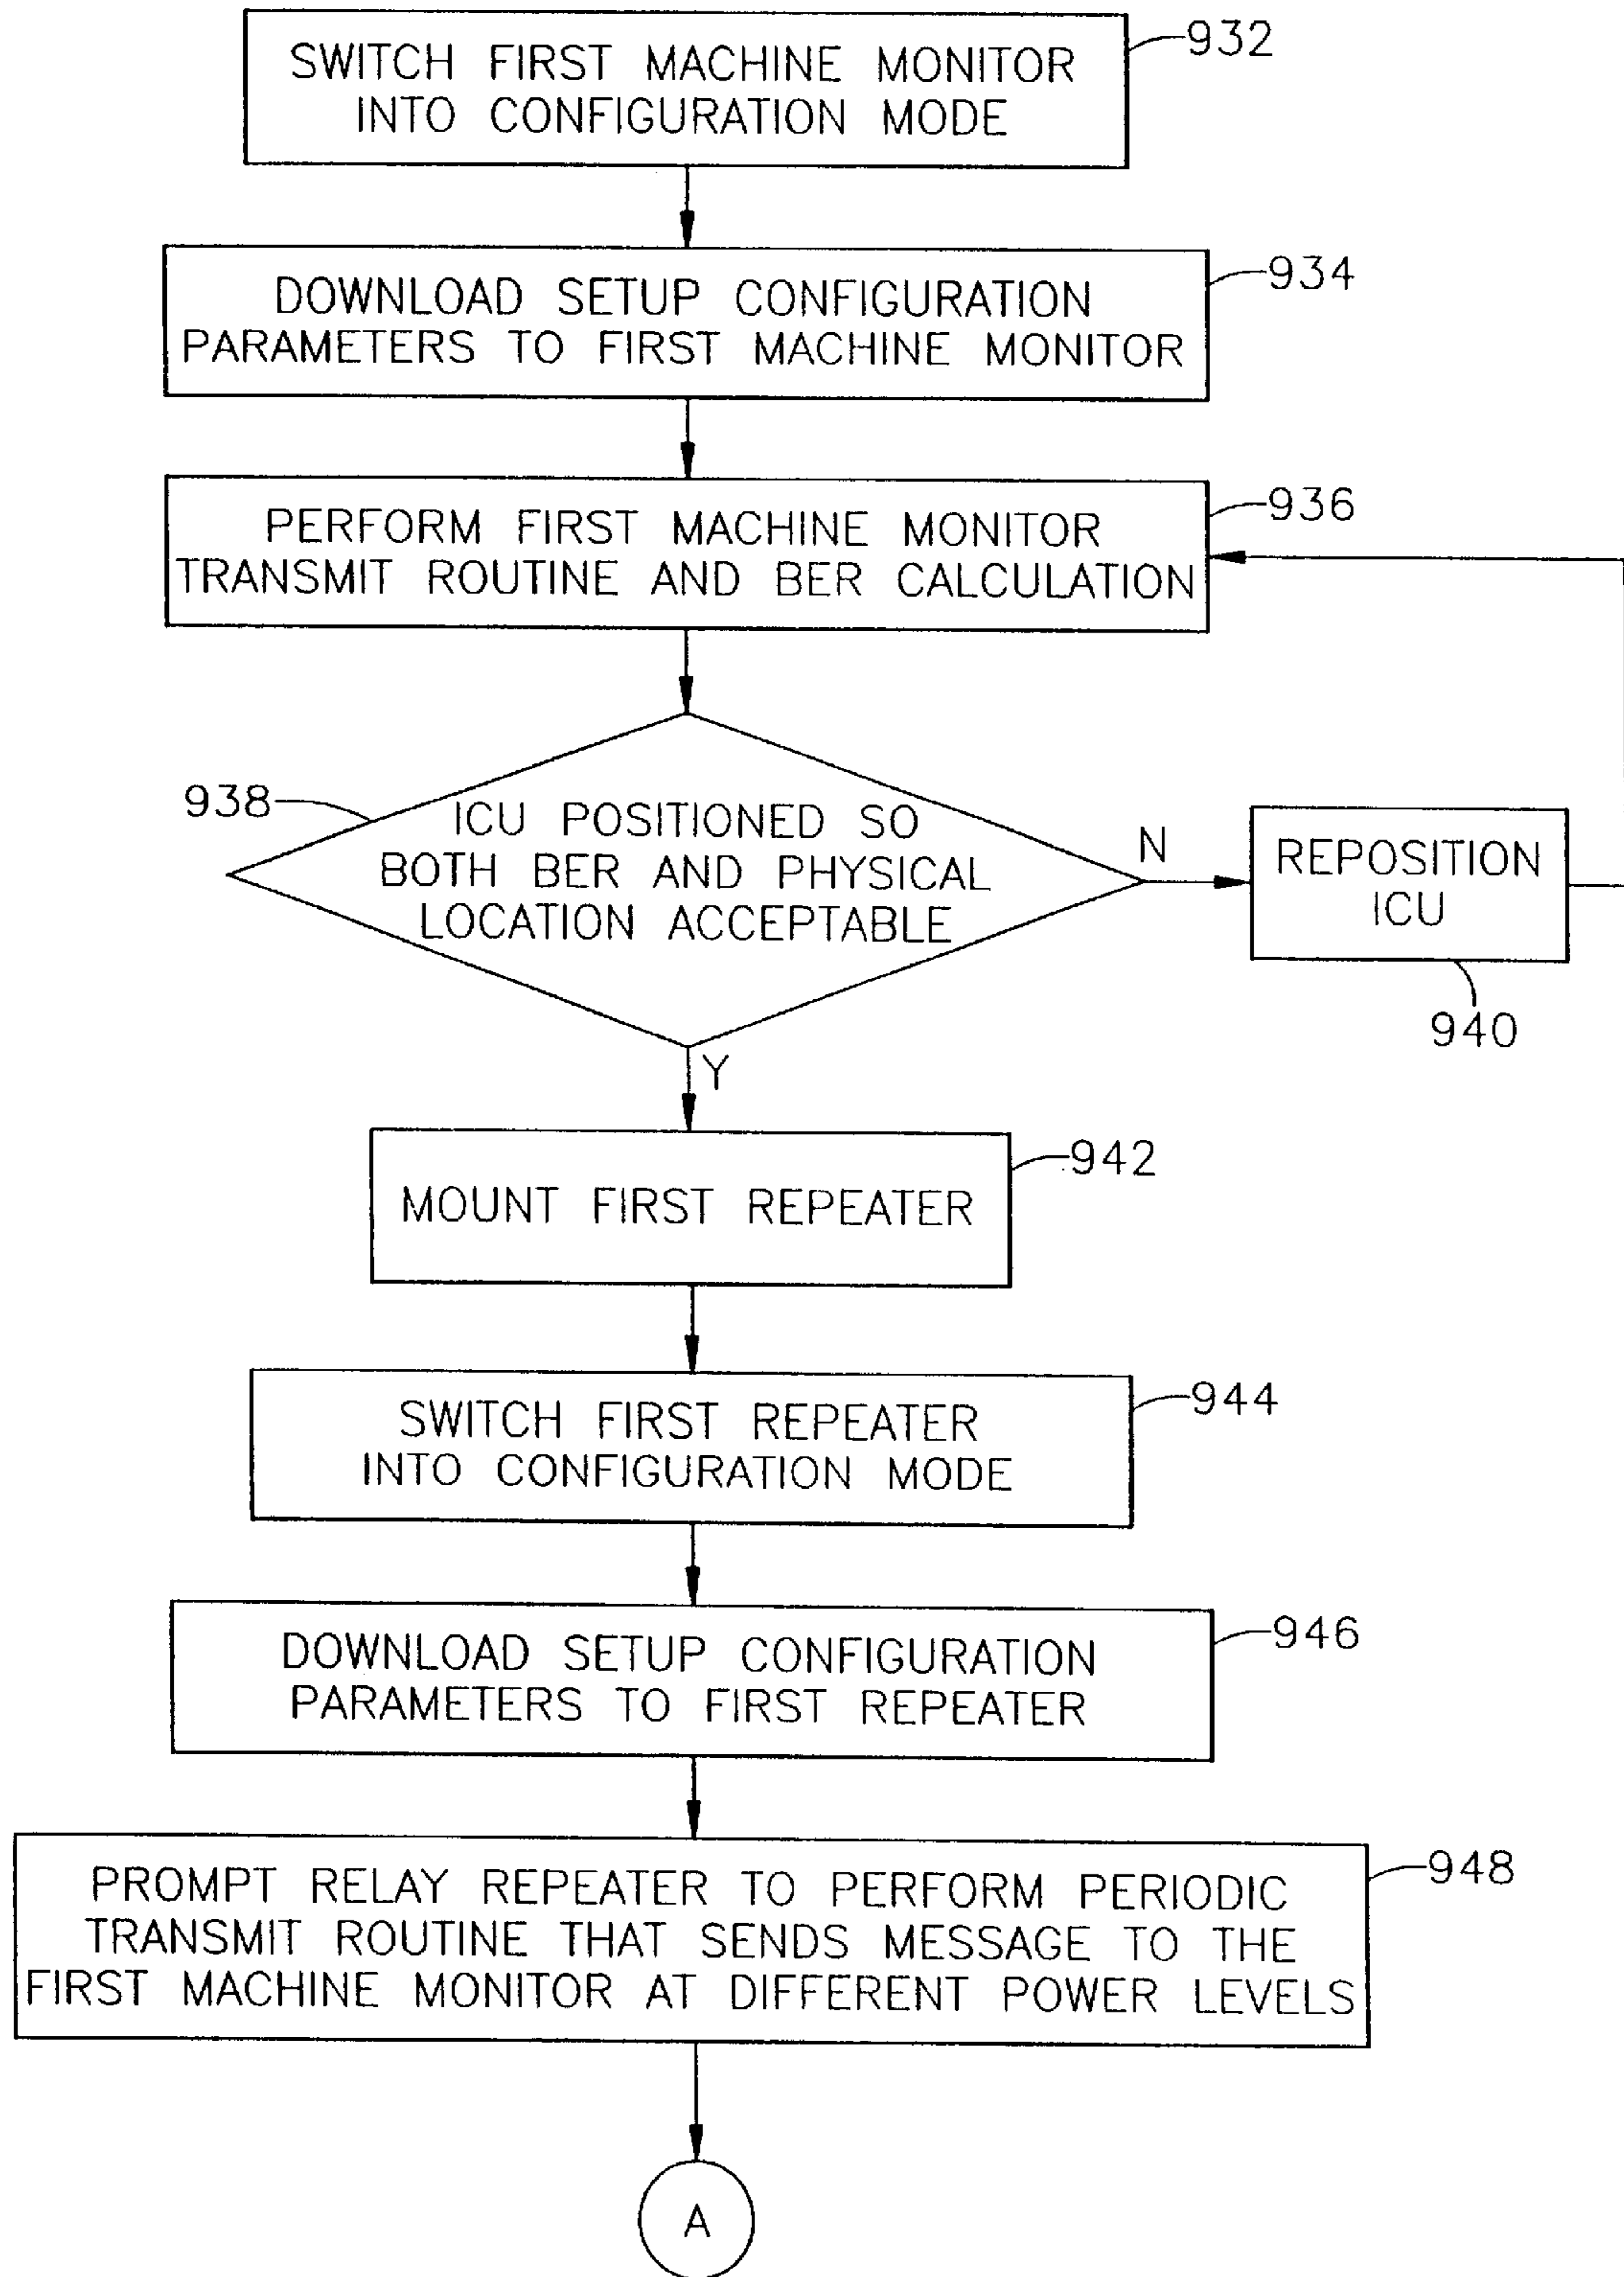 SWITCH FIRST MACHINE MONITOR
INTO CONFIGURATION MODE
932
DOWNLOAD SETUP CONFIGURATION
PARAMETERS TO FIRST MACHINE MONITOR
934
PERFORM FIRST MACHINE MONITOR
TRANSMIT ROUTINE AND BER CALCULATION
936
938
ICU POSITIONED SO
BOTH BER AND PHYSICAL
LOCATION ACCEPTABLE
N
REPOSITION
ICU
940
Y
MOUNT FIRST REPEATER
942
SWITCH FIRST REPEATER
INTO CONFIGURATION MODE
944
DOWNLOAD SETUP CONFIGURATION
PARAMETERS TO FIRST REPEATER
946
PROMPT RELAY REPEATER TO PERFORM PERIODIC
TRANSMIT ROUTINE THAT SENDS MESSAGE TO THE
FIRST MACHINE MONITOR AT DIFFERENT POWER LEVELS
948
A